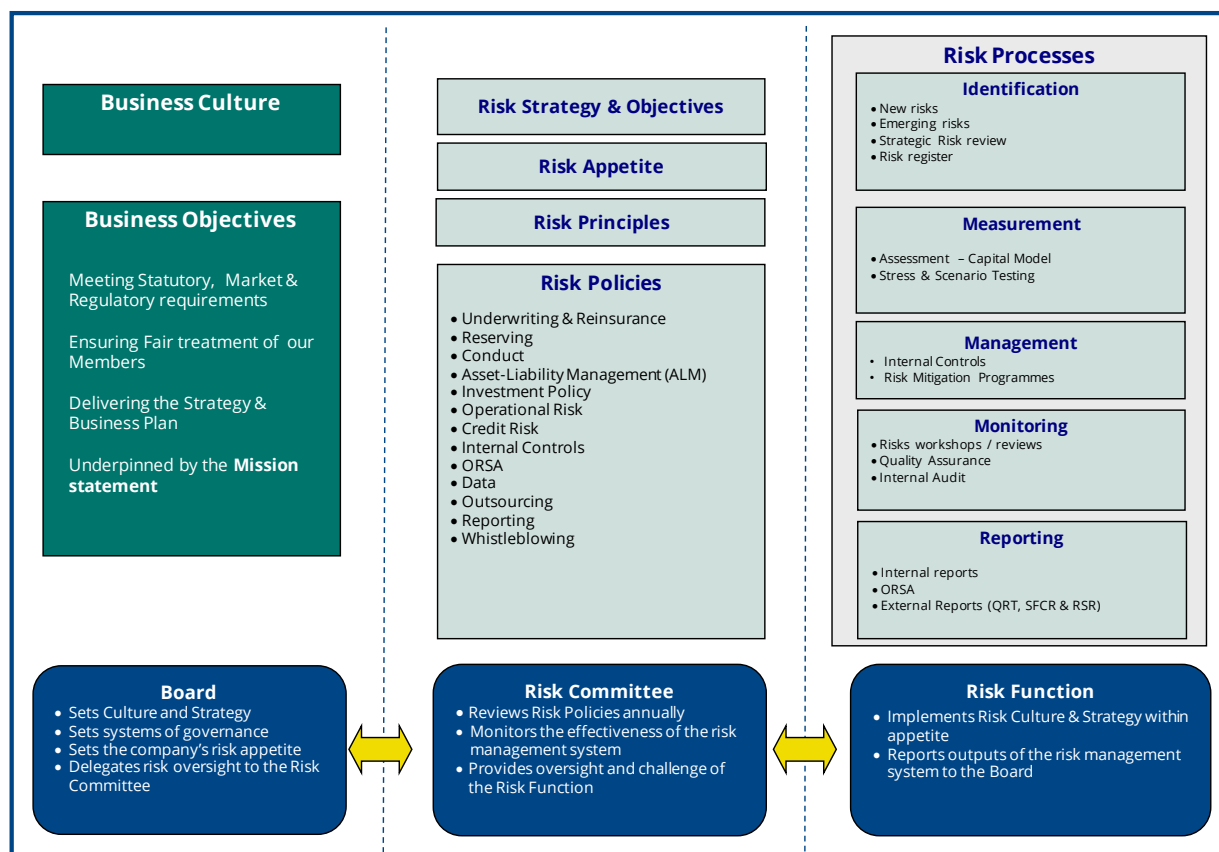 Business Culture
Business Objectives
Meeting Statutory, Market &
Regulatory requirements
Ensuring Fair treatment of our
Members
Delivering the Strategy &
Business Plan
Underpinned by the Mission
statement
Board
• Sets Culture and Strategy
• Sets systems of governance
• Sets the company's risk appetite
• Delegates risk oversight to the Risk
Committee
Risk Strategy & Objectives
Risk Appetite
Risk Principles
Risk Policies
• Underwriting & Reinsurance
• Reserving
• Conduct
• Asset-Liability Management (ALM)
• Investment Policy
• Operational Risk
• Credit Risk
• Internal Controls
• ORSA
• Data
• Outsourcing
• Reporting
• Whistleblowing
Risk Committee
• Reviews Risk Policies annually
• Monitors the effectiveness of the risk
management system
• Provides oversight and challenge of
the Risk Function
Risk Processes
Identification
• New risks
• Emerging risks
• Strategic Risk review
• Risk register
Measurement
• Assessment – Capital Model
• Stress & Scenario Testing
Management
• Internal Controls
• Risk Mitigation Programmes
Monitoring
• Risks workshops / reviews
• Quality Assurance
• Internal Audit
Reporting
• Internal reports
• ORSA
• External Reports (QRT, SFCR & RSR)
Risk Function
• Implements Risk Culture & Strategy within
appetite
• Reports outputs of the risk management
system to the Board